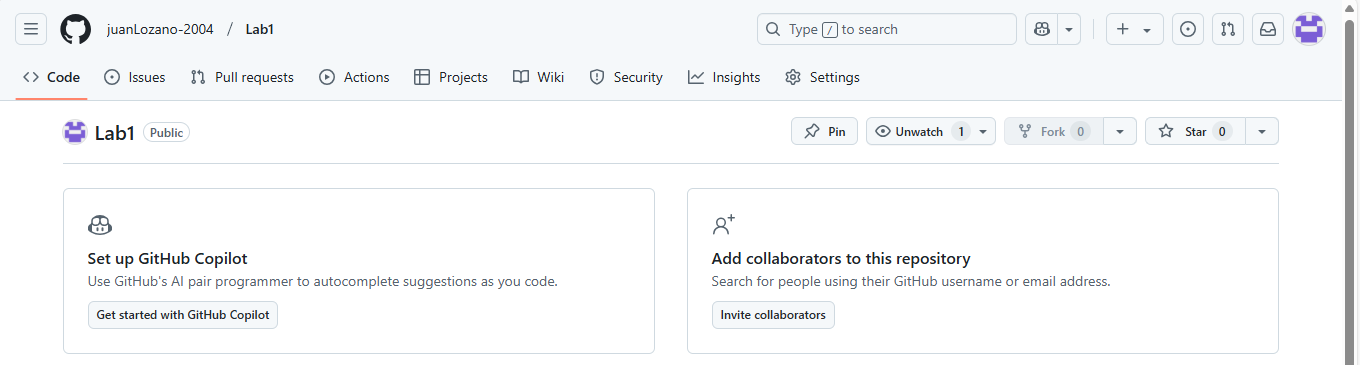 juanLozano-2004 / Lab1 Type / to search
Code Issues Pull requests Actions Projects Wiki Security Insights Settings
Lab1 Public Pin Unwatch 1 Fork 0 Star 0
Set up GitHub Copilot
Use GitHub's AI pair programmer to autocomplete suggestions as you code.
Get started with GitHub Copilot
Add collaborators to this repository
Search for people using their GitHub username or email address.
Invite collaborators